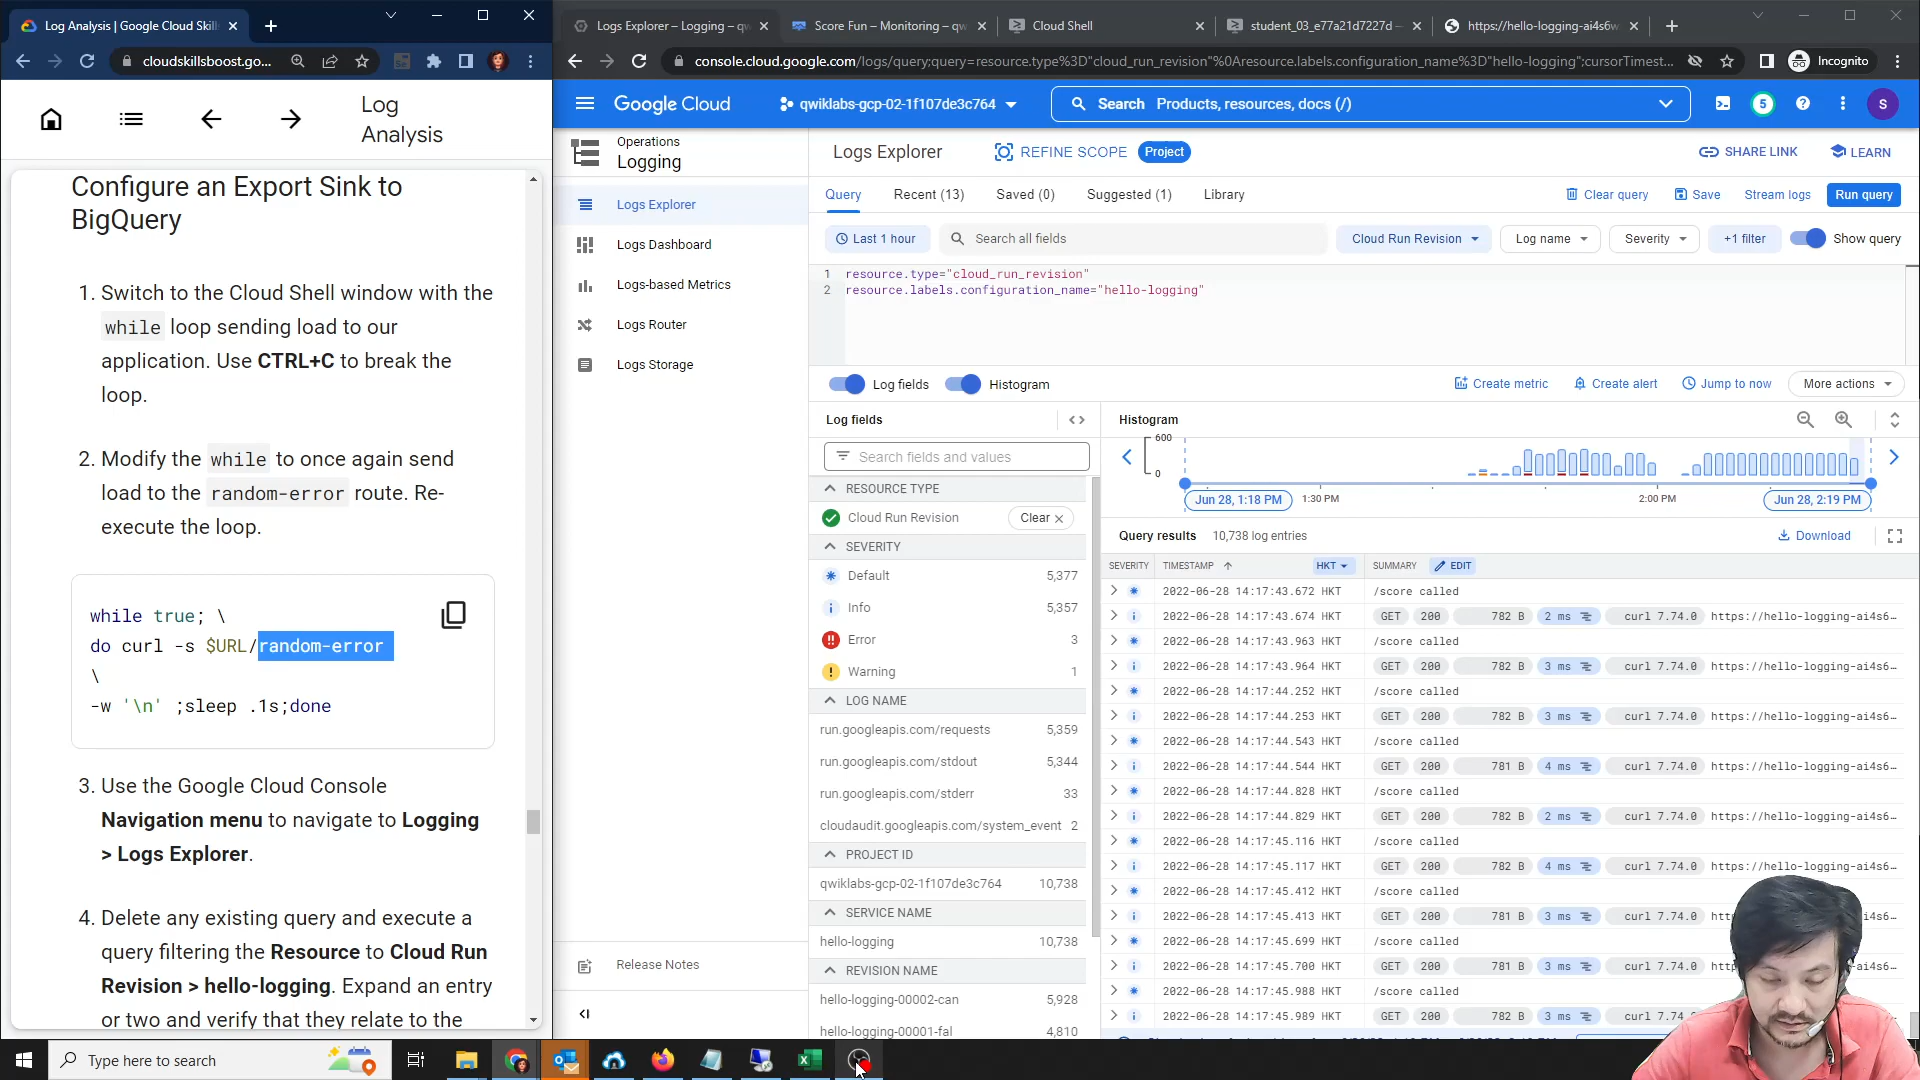 Log Analysis | Google Cloud Skills
Logs Explorer – Logging – qw
Score Fun – Monitoring – qw
Cloud Shell
student_03_e77a21d7227d –
https://hello-logging-ai4s6w
cloudskillsboost.go...
console.cloud.google.com/logs/query;query=resource.type%3D"cloud_run_revision"%0Aresource.labels.configuration_name%3D"hello-logging";cursorTimest...
Incognito
Log
Analysis
Configure an Export Sink to
BigQuery
1. Switch to the Cloud Shell window with the
while loop sending load to our
application. Use CTRL+C to break the
loop.
2. Modify the while to once again send
load to the random-error route. Re-
execute the loop.
while true; \
do curl -s $URL/random-error
\
-w '\n' ;sleep .1s;done
3. Use the Google Cloud Console
Navigation menu to navigate to Logging
> Logs Explorer.
4. Delete any existing query and execute a
query filtering the Resource to Cloud Run
Revision > hello-logging. Expand an entry
or two and verify that they relate to the
Google Cloud
qwiklabs-gcp-02-1f107de3c764
Search Products, resources, docs (/)
5
S
Operations
Logging
Logs Explorer
Logs Dashboard
Logs-based Metrics
Logs Router
Logs Storage
Release Notes
Logs Explorer
REFINE SCOPE
Project
SHARE LINK
LEARN
Query
Recent (13)
Saved (0)
Suggested (1)
Library
Clear query
Save
Stream logs
Run query
Last 1 hour
Search all fields
Cloud Run Revision
Log name
Severity
+1 filter
Show query
1 resource.type="cloud_run_revision"
2 resource.labels.configuration_name="hello-logging"
Log fields
Histogram
Create metric
Create alert
Jump to now
More actions
Log fields
Search fields and values
RESOURCE TYPE
Cloud Run Revision
Clear
SEVERITY
Default 5,377
Info 5,357
Error 3
Warning 1
LOG NAME
run.googleapis.com/requests 5,359
run.googleapis.com/stdout 5,344
run.googleapis.com/stderr 33
cloudaudit.googleapis.com/system_event 2
PROJECT ID
qwiklabs-gcp-02-1f107de3c764 10,738
SERVICE NAME
hello-logging 10,738
REVISION NAME
hello-logging-00002-can 5,928
hello-logging-00001-fal 4,810
Histogram
600
0
Jun 28, 1:18 PM
1:30 PM
2:00 PM
Jun 28, 2:19 PM
Query results 10,738 log entries
Download
SEVERITY TIMESTAMP HKT SUMMARY EDIT
2022-06-28 14:17:43.672 HKT /score called
2022-06-28 14:17:43.674 HKT GET 200 782 B 2 ms curl 7.74.0 https://hello-logging-ai4s6…
2022-06-28 14:17:43.963 HKT /score called
2022-06-28 14:17:43.964 HKT GET 200 782 B 3 ms curl 7.74.0 https://hello-logging-ai4s6…
2022-06-28 14:17:44.252 HKT /score called
2022-06-28 14:17:44.253 HKT GET 200 782 B 3 ms curl 7.74.0 https://hello-logging-ai4s6…
2022-06-28 14:17:44.543 HKT /score called
2022-06-28 14:17:44.544 HKT GET 200 781 B 4 ms curl 7.74.0 https://hello-logging-ai4s6…
2022-06-28 14:17:44.828 HKT /score called
2022-06-28 14:17:44.829 HKT GET 200 782 B 2 ms curl 7.74.0 https://hello-logging-ai4s6…
2022-06-28 14:17:45.116 HKT /score called
2022-06-28 14:17:45.117 HKT GET 200 782 B 4 ms curl 7.74.0 https://hello-logging-ai4s6…
2022-06-28 14:17:45.412 HKT /score called
2022-06-28 14:17:45.413 HKT GET 200 781 B 3 ms curl 7.74.0 i4s6…
2022-06-28 14:17:45.699 HKT /score called
2022-06-28 14:17:45.700 HKT GET 200 781 B 3 ms curl 7.74.0 ai4s6…
2022-06-28 14:17:45.988 HKT /score called
2022-06-28 14:17:45.989 HKT GET 200 782 B 3 ms curl 7.74 ai4s6…
Type here to search